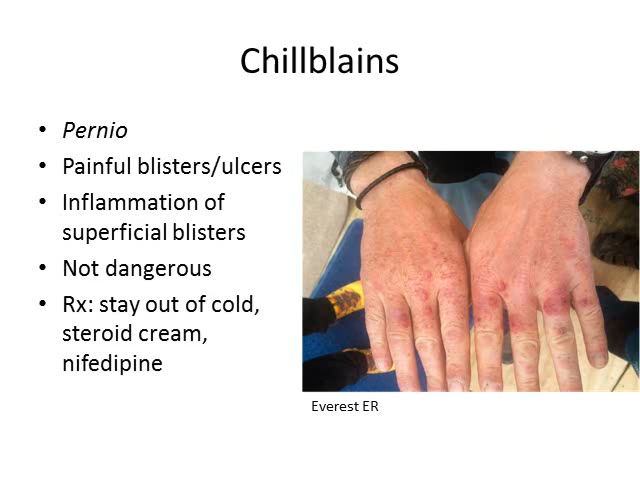 Chillblains
• Pernio
• Painful blisters/ulcers
• Inflammation of
superficial blisters
• Not dangerous
• Rx: stay out of cold,
steroid cream,
nifedipine
Everest ER